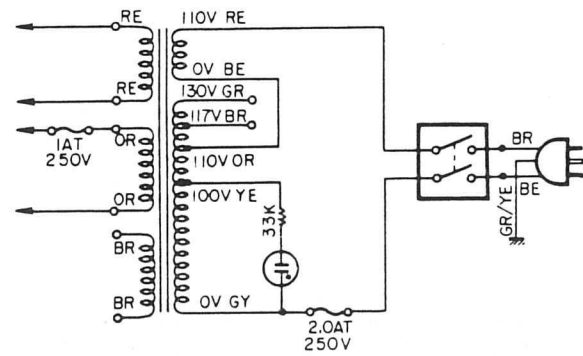 RE
RE
1AT
250V
OR
OR
BR
BR
110V RE
0V BE
130V GR
117V BR
110V OR
100V YE
33K
0V GY
2.0AT
250V
BR
BE
GR/YE